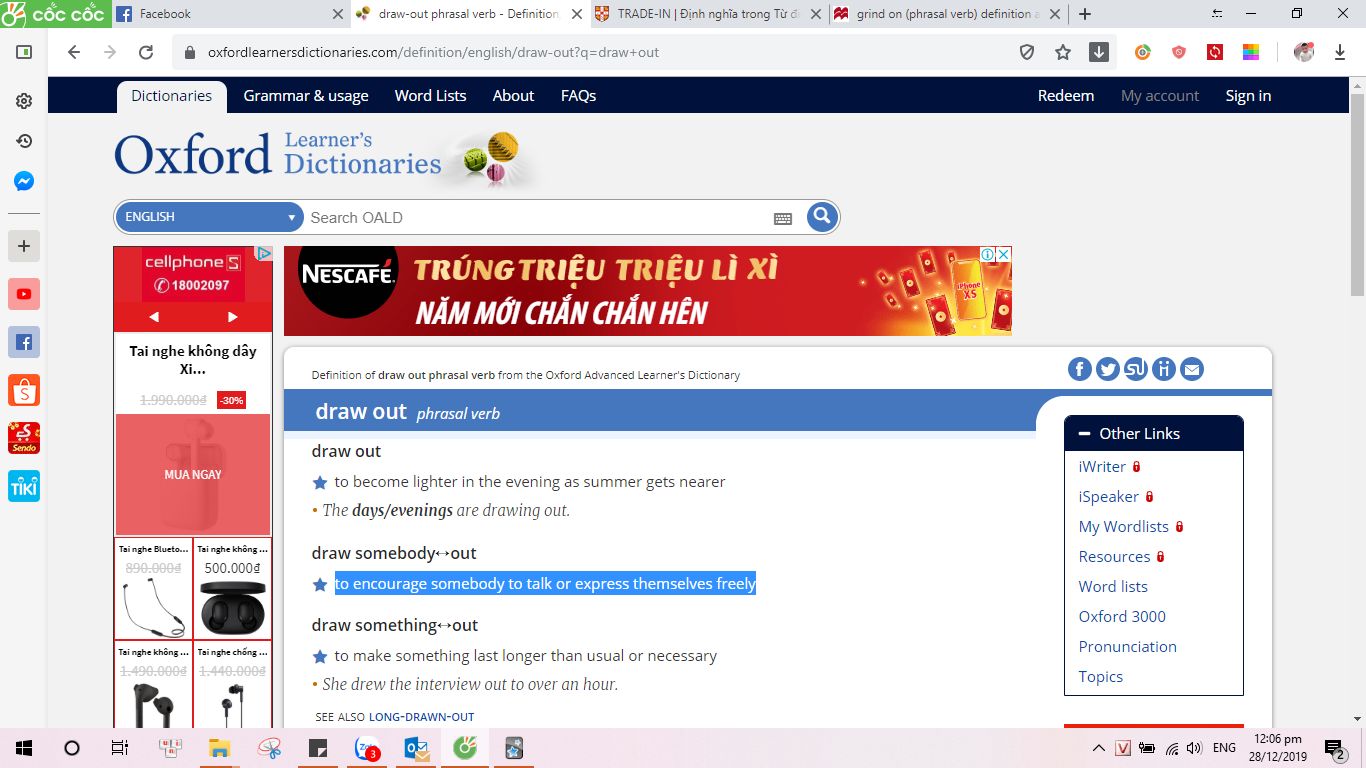 cốc cốc
Facebook
draw-out phrasal verb - Definition,
TRADE-IN | Định nghĩa trong Từ đi
grind on (phrasal verb) definition a
oxfordlearnersdictionaries.com/definition/english/draw-out?q=draw+out
Dictionaries
Grammar & usage
Word Lists
About
FAQs
Redeem
My account
Sign in
Oxford Learner's Dictionaries
ENGLISH
Search OALD
cellphoneS
18002097
Tai nghe không dây
Xi...
1.990.000₫
-30%
MUA NGAY
Tai nghe Blueto...
Tai nghe không ...
890.000₫
500.000₫
Tai nghe không ...
Tai nghe chống ...
1.490.000₫
1.440.000₫
NESCAFÉ.
TRÚNG TRIỆU TRIỆU LÌ XÌ
NĂM MỚI CHẮN CHẮN HÊN
iPhone
XS
Definition of draw out phrasal verb from the Oxford Advanced Learner's Dictionary
draw out phrasal verb
draw out
to become lighter in the evening as summer gets nearer
• The days/evenings are drawing out.
draw somebody↔out
to encourage somebody to talk or express themselves freely
draw something↔out
to make something last longer than usual or necessary
• She drew the interview out to over an hour.
SEE ALSO LONG-DRAWN-OUT
Other Links
iWriter
iSpeaker
My Wordlists
Resources
Word lists
Oxford 3000
Pronunciation
Topics
Sendo
TIKI
3
V
ENG
12:06 pm
28/12/2019
2